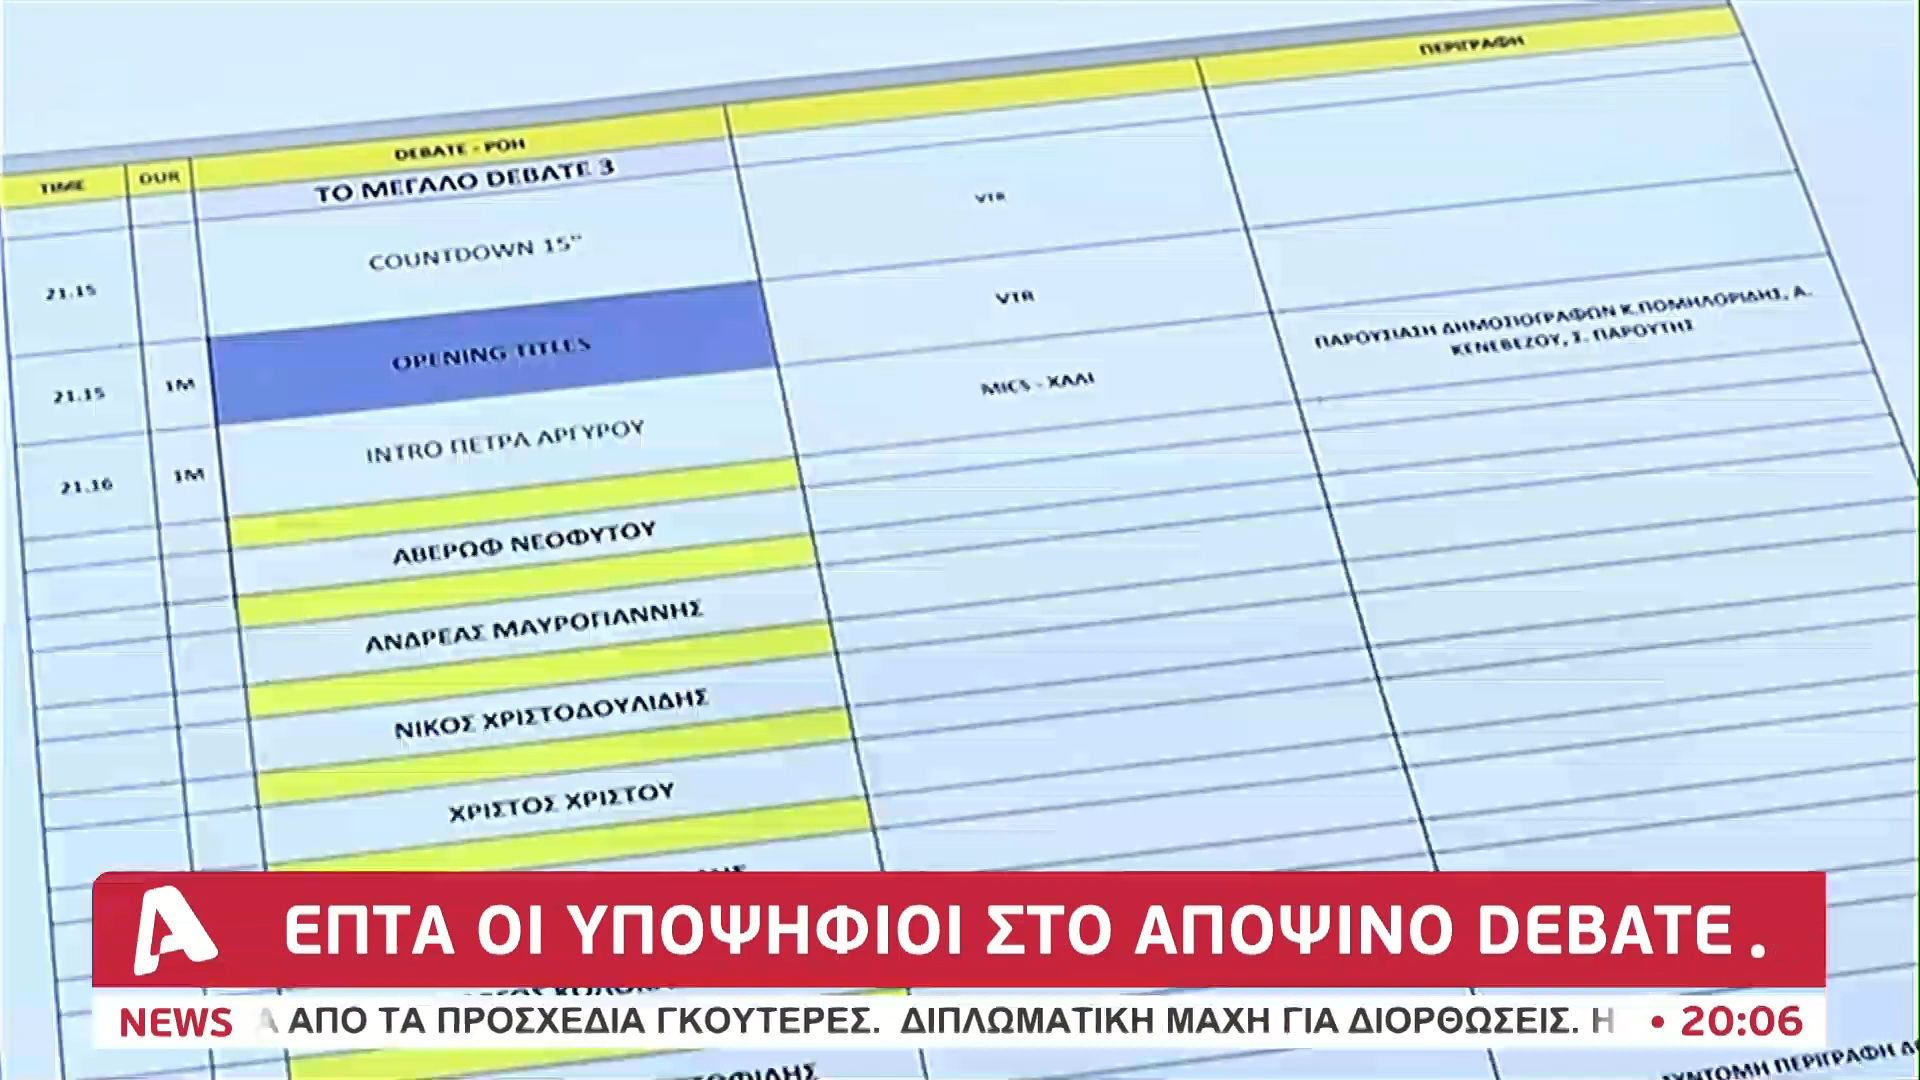 ΠΕΡΙΓΡΑΦΗ
DEBATE - ΡΟΗ
TIME DUR ΤΟ ΜΕΓΑΛΟ DEBATE 3
21.15 COUNTDOWN 15" VTR
21.15 1M OPENING TITLES VTR
21.16 1M INTRO ΠΕΤΡΑ ΑΡΓΥΡΟΥ MICS - ΧΑΛΙ
ΠΑΡΟΥΣΙΑΣΗ ΔΗΜΟΣΙΟΓΡΑΦΩΝ Κ.ΠΟΜΗΛΟΡΙΔΗΣ, Α.
ΚΕΝΕΒΕΖΟΥ, Σ. ΠΑΡΟΥΤΗΣ
ΑΒΕΡΩΦ ΝΕΟΦΥΤΟΥ
ΑΝΔΡΕΑΣ ΜΑΥΡΟΓΙΑΝΝΗΣ
ΝΙΚΟΣ ΧΡΙΣΤΟΔΟΥΛΙΔΗΣ
ΧΡΙΣΤΟΣ ΧΡΙΣΤΟΥ
ΕΠΤΑ ΟΙ ΥΠΟΨΗΦΙΟΙ ΣΤΟ ΑΠΟΨΙΝΟ DEBATE .
NEWS Α ΑΠΟ ΤΑ ΠΡΟΣΧΕΔΙΑ ΓΚΟΥΤΕΡΕΣ. ΔΙΠΛΩΜΑΤΙΚΗ ΜΑΧΗ ΓΙΑ ΔΙΟΡΘΩΣΕΙΣ. Η • 20:06
ΠΕΡΙΓΡΑΦΗ